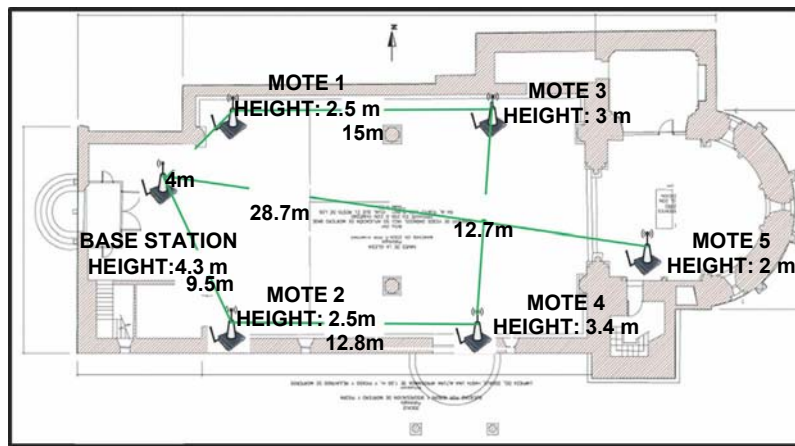 N
MOTE 1
HEIGHT: 2.5 m
15m
MOTE 3
HEIGHT: 3 m
4m
28.7m
12.7m
BASE STATION
HEIGHT:4.3 m
9.5m
MOTE 5
HEIGHT: 2 m
MOTE 2
HEIGHT: 2.5m
12.8m
MOTE 4
HEIGHT: 3.4 m